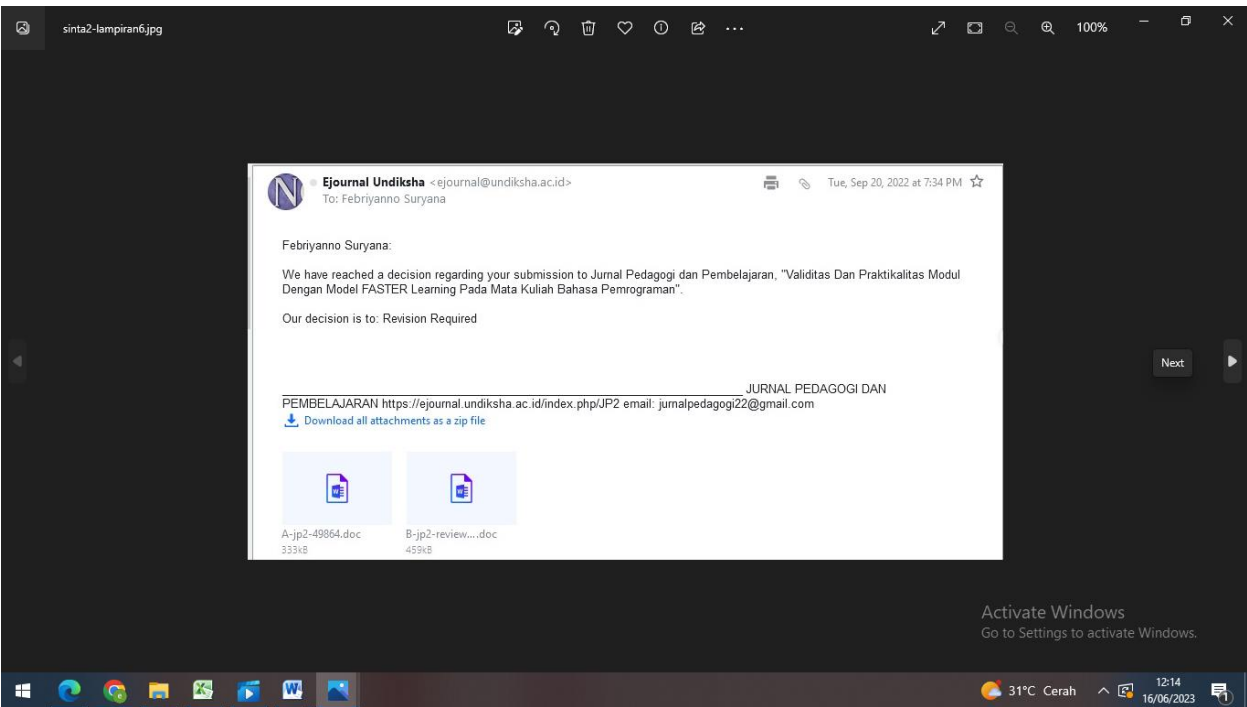 sinta2-lampiran6.jpg
100%
Ejournal Undiksha <ejournal@undiksha.ac.id>
Tue, Sep 20, 2022 at 7:34 PM
To: Febriyanno Suryana
Febriyanno Suryana:
We have reached a decision regarding your submission to Jurnal Pedagogi dan Pembelajaran, "Validitas Dan Praktikalitas Modul
Dengan Model FASTER Learning Pada Mata Kuliah Bahasa Pemrograman".
Our decision is to: Revision Required
Next
JURNAL PEDAGOGI DAN
PEMBELAJARAN https://ejournal.undiksha.ac.id/index.php/JP2 email: jurnalpedagogi22@gmail.com
Download all attachments as a zip file
A-jp2-49864.doc
B-jp2-review....doc
333kB
459kB
Activate Windows
Go to Settings to activate Windows.
31°C Cerah
12:14
16/06/2023